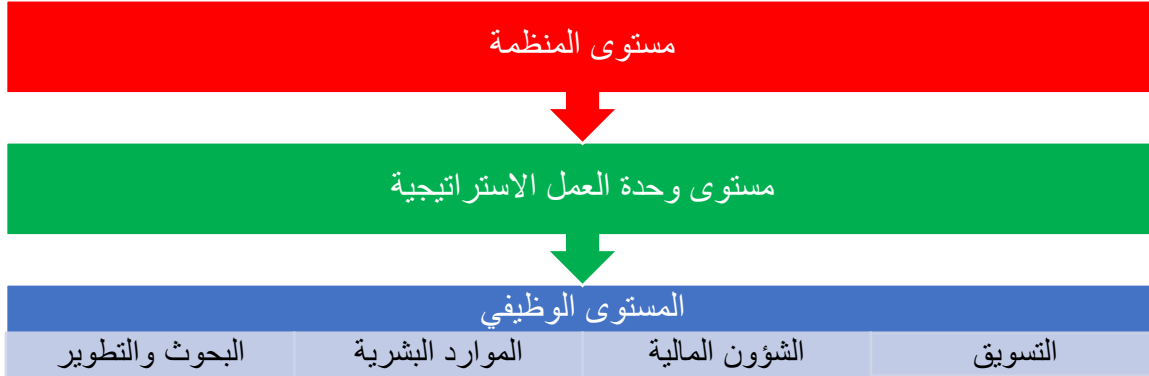 مستوى المنظمة
مستوى وحدة العمل الاستراتيجية
المستوى الوظيفي
التسويق
الشؤون المالية
الموارد البشرية
البحوث والتطوير